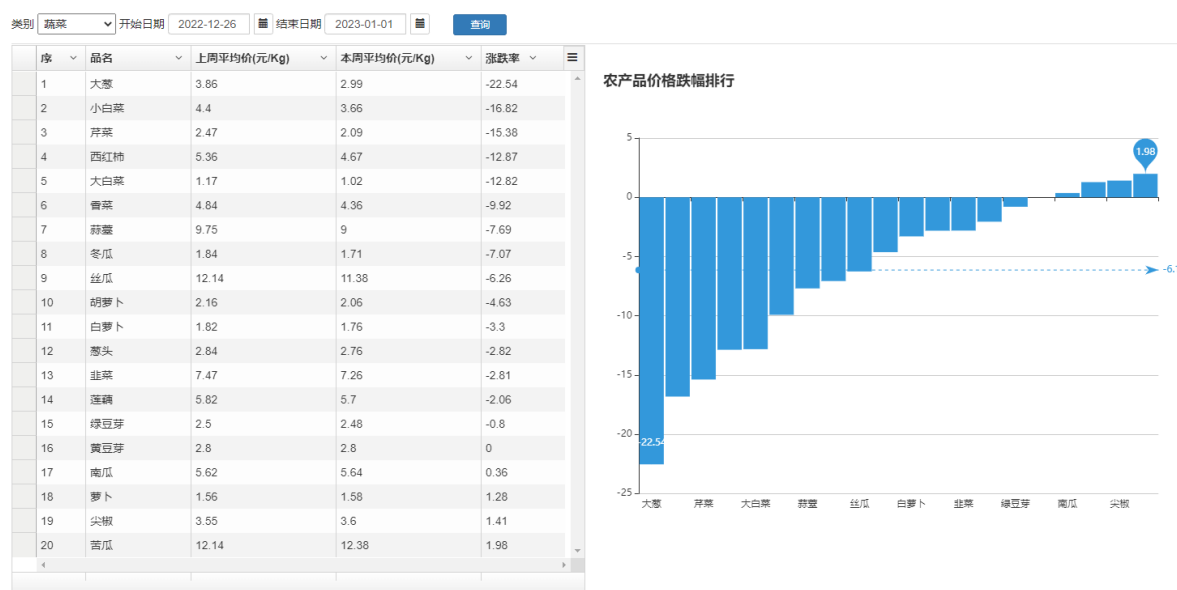 类别 蔬菜 开始日期 2022-12-26 结束日期 2023-01-01 查询
序 品名 上周平均价(元/Kg) 本周平均价(元/Kg) 涨跌率
1 大葱 3.86 2.99 -22.54
2 小白菜 4.4 3.66 -16.82
3 芹菜 2.47 2.09 -15.38
4 西红柿 5.36 4.67 -12.87
5 大白菜 1.17 1.02 -12.82
6 香菜 4.84 4.36 -9.92
7 蒜薹 9.75 9 -7.69
8 冬瓜 1.84 1.71 -7.07
9 丝瓜 12.14 11.38 -6.26
10 胡萝卜 2.16 2.06 -4.63
11 白萝卜 1.82 1.76 -3.3
12 葱头 2.84 2.76 -2.82
13 韭菜 7.47 7.26 -2.81
14 莲藕 5.82 5.7 -2.06
15 绿豆芽 2.5 2.48 -0.8
16 黄豆芽 2.8 2.8 0
17 南瓜 5.62 5.64 0.36
18 萝卜 1.56 1.58 1.28
19 尖椒 3.55 3.6 1.41
20 苦瓜 12.14 12.38 1.98
农产品价格跌幅排行
5
1.98
0
-5
-6.1
-10
-15
-20
-22.54
-25
大葱 芹菜 大白菜 蒜薹 丝瓜 白萝卜 韭菜 绿豆芽 南瓜 尖椒